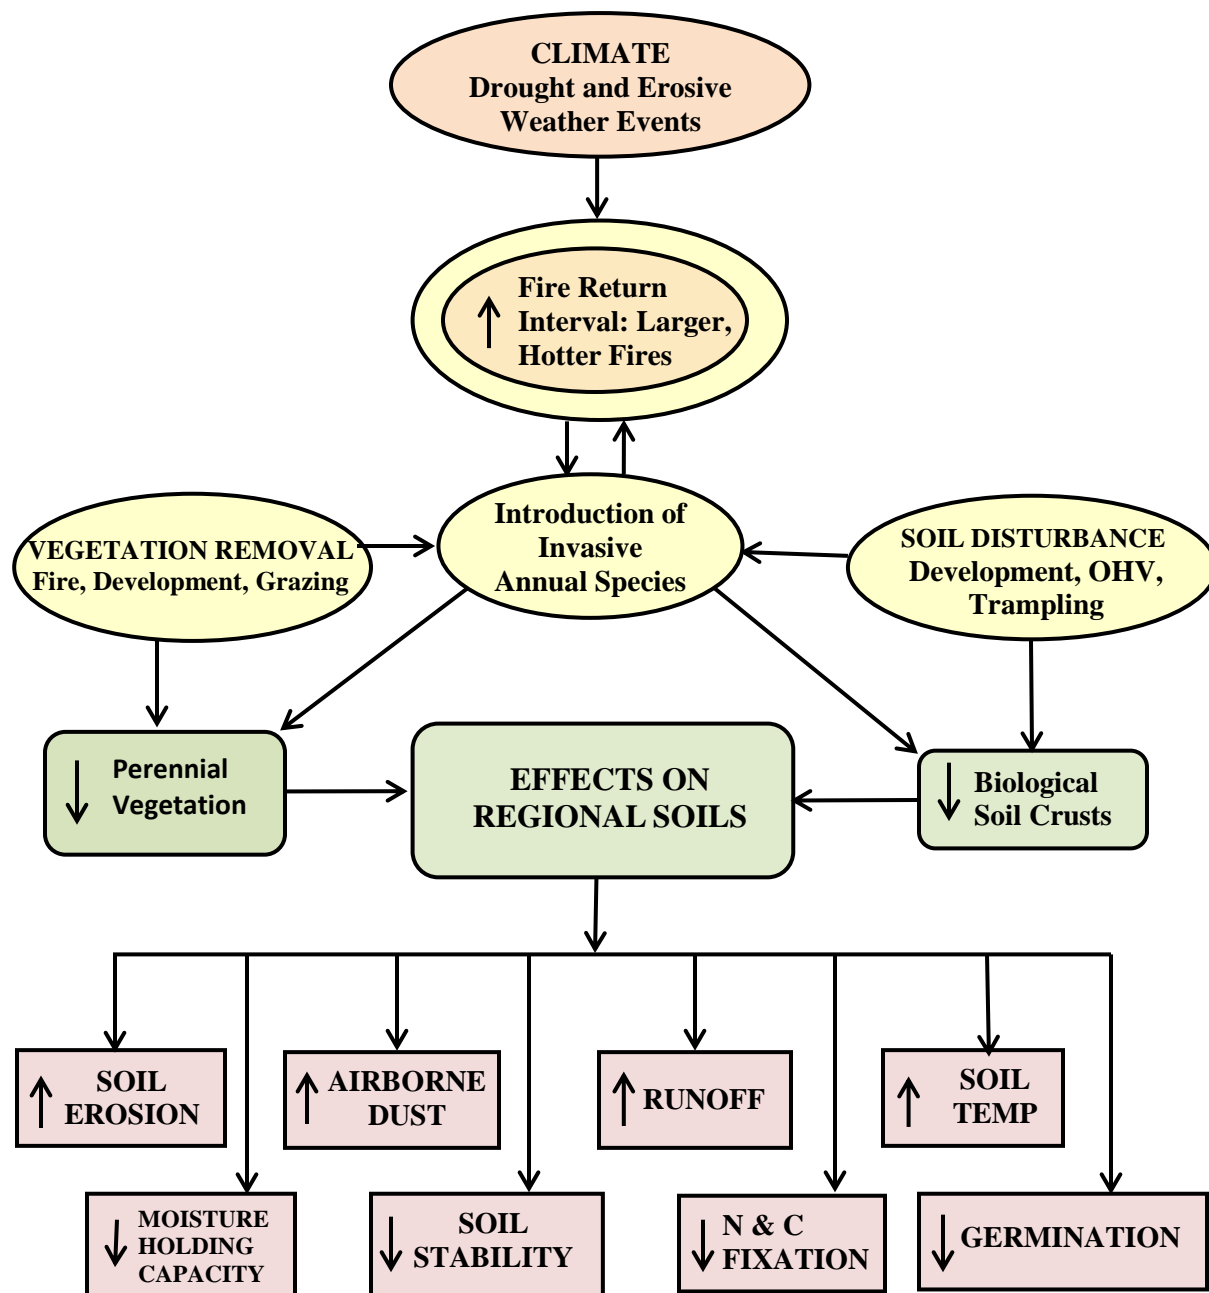 CLIMATE
Drought and Erosive
Weather Events
Fire Return
Interval: Larger,
Hotter Fires
Introduction of
Invasive
Annual Species
VEGETATION REMOVAL
Fire, Development, Grazing
SOIL DISTURBANCE
Development, OHV,
Trampling
Perennial
Vegetation
EFFECTS ON
REGIONAL SOILS
Biological
Soil Crusts
SOIL
EROSION
AIRBORNE
DUST
RUNOFF
SOIL
TEMP
MOISTURE
HOLDING
CAPACITY
SOIL
STABILITY
N & C
FIXATION
GERMINATION